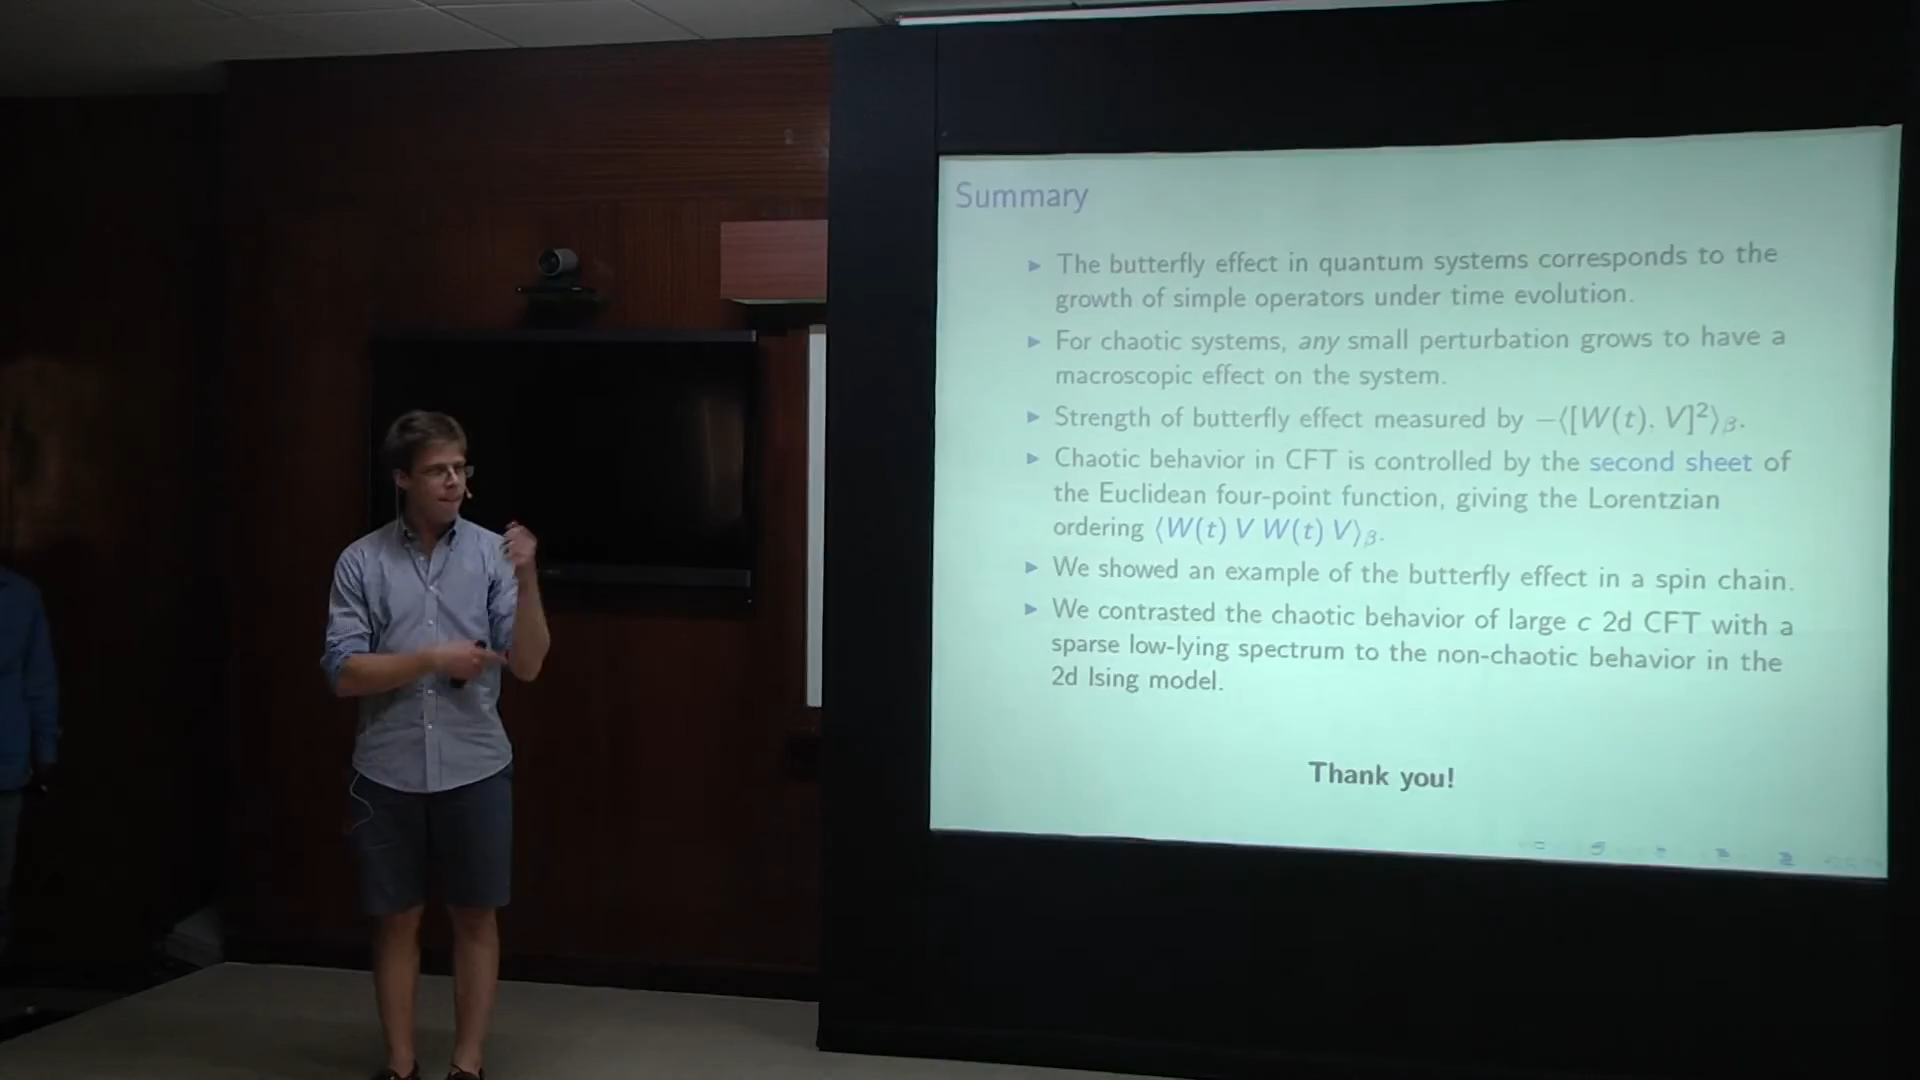 Summary
▶ The butterfly effect in quantum systems corresponds to the
growth of simple operators under time evolution.
▶ For chaotic systems, any small perturbation grows to have a
macroscopic effect on the system.
▶ Strength of butterfly effect measured by −⟨[W(t), V]²⟩β.
▶ Chaotic behavior in CFT is controlled by the second sheet of
the Euclidean four-point function, giving the Lorentzian
ordering ⟨W(t) V W(t) V⟩β.
▶ We showed an example of the butterfly effect in a spin chain.
▶ We contrasted the chaotic behavior of large c 2d CFT with a
sparse low-lying spectrum to the non-chaotic behavior in the
2d Ising model.
Thank you!